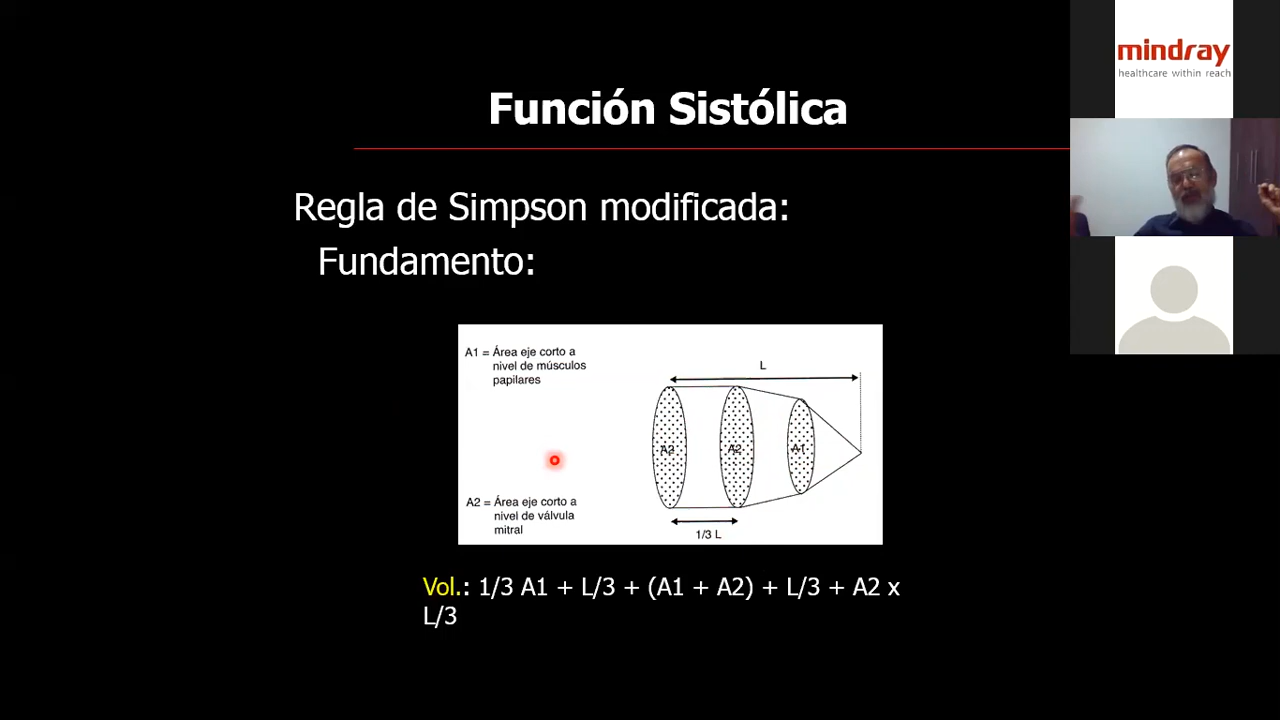 Función Sistólica
mindray
healthcare within reach
Regla de Simpson modificada:
Fundamento:
A1 = Área eje corto a
nivel de músculos
papilares
L
A2
A2
A1
A2 = Área eje corto a
nivel de válvula
mitral
1/3 L
Vol.: 1/3 A1 + L/3 + (A1 + A2) + L/3 + A2 x
L/3